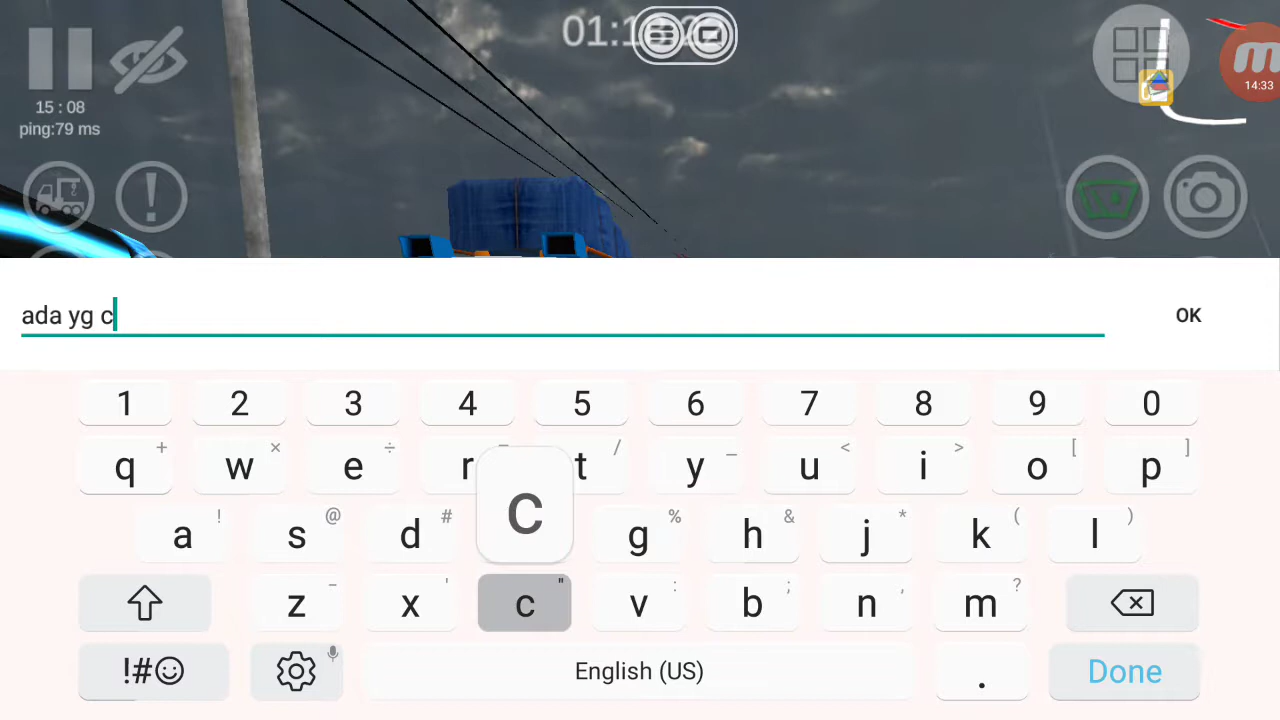 15 : 08
ping:79 ms
14:33
ada yg c
OK
1 2 3 4 5 6 7 8 9 0
q + w × e ÷ r t / y _ u < i > o [ p ]
a ! s @ d # C g % h & j * k ( l )
z - x ' c " v : b ; n , m ?
!#☺ English (US) . Done